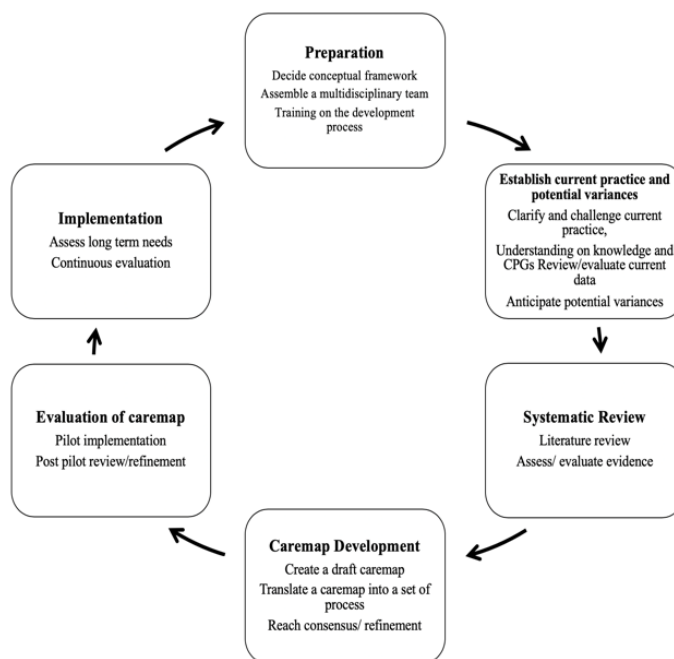 Preparation
Decide conceptual framework
Assemble a multidisciplinary team
Training on the development
process
Establish current practice and
potential variances
Clarify and challenge current
practice,
Understanding on knowledge and
CPGs Review/evaluate current
data
Anticipate potential variances
Systematic Review
Literature review
Assess/ evaluate evidence
Caremap Development
Create a draft caremap
Translate a caremap into a set of
process
Reach consensus/ refinement
Evaluation of caremap
Pilot implementation
Post pilot review/refinement
Implementation
Assess long term needs
Continuous evaluation